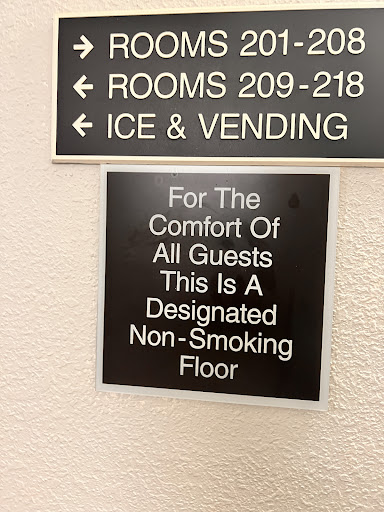 → ROOMS 201-208
← ROOMS 209-218
← ICE & VENDING
For The
Comfort Of
All Guests
This Is A
Designated
Non-Smoking
Floor